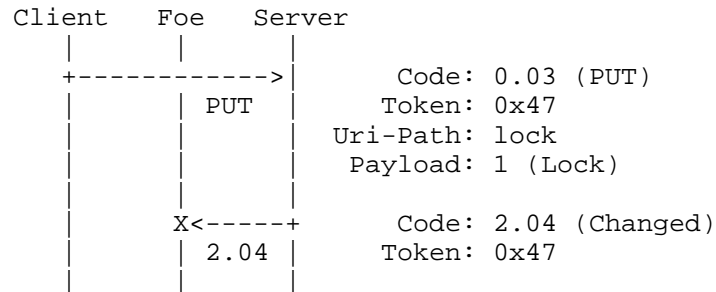 Client Foe Server
Code: 0.03 (PUT)
PUT Token: 0x47
Uri-Path: lock
Payload: 1 (Lock)
X Code: 2.04 (Changed)
2.04 Token: 0x47